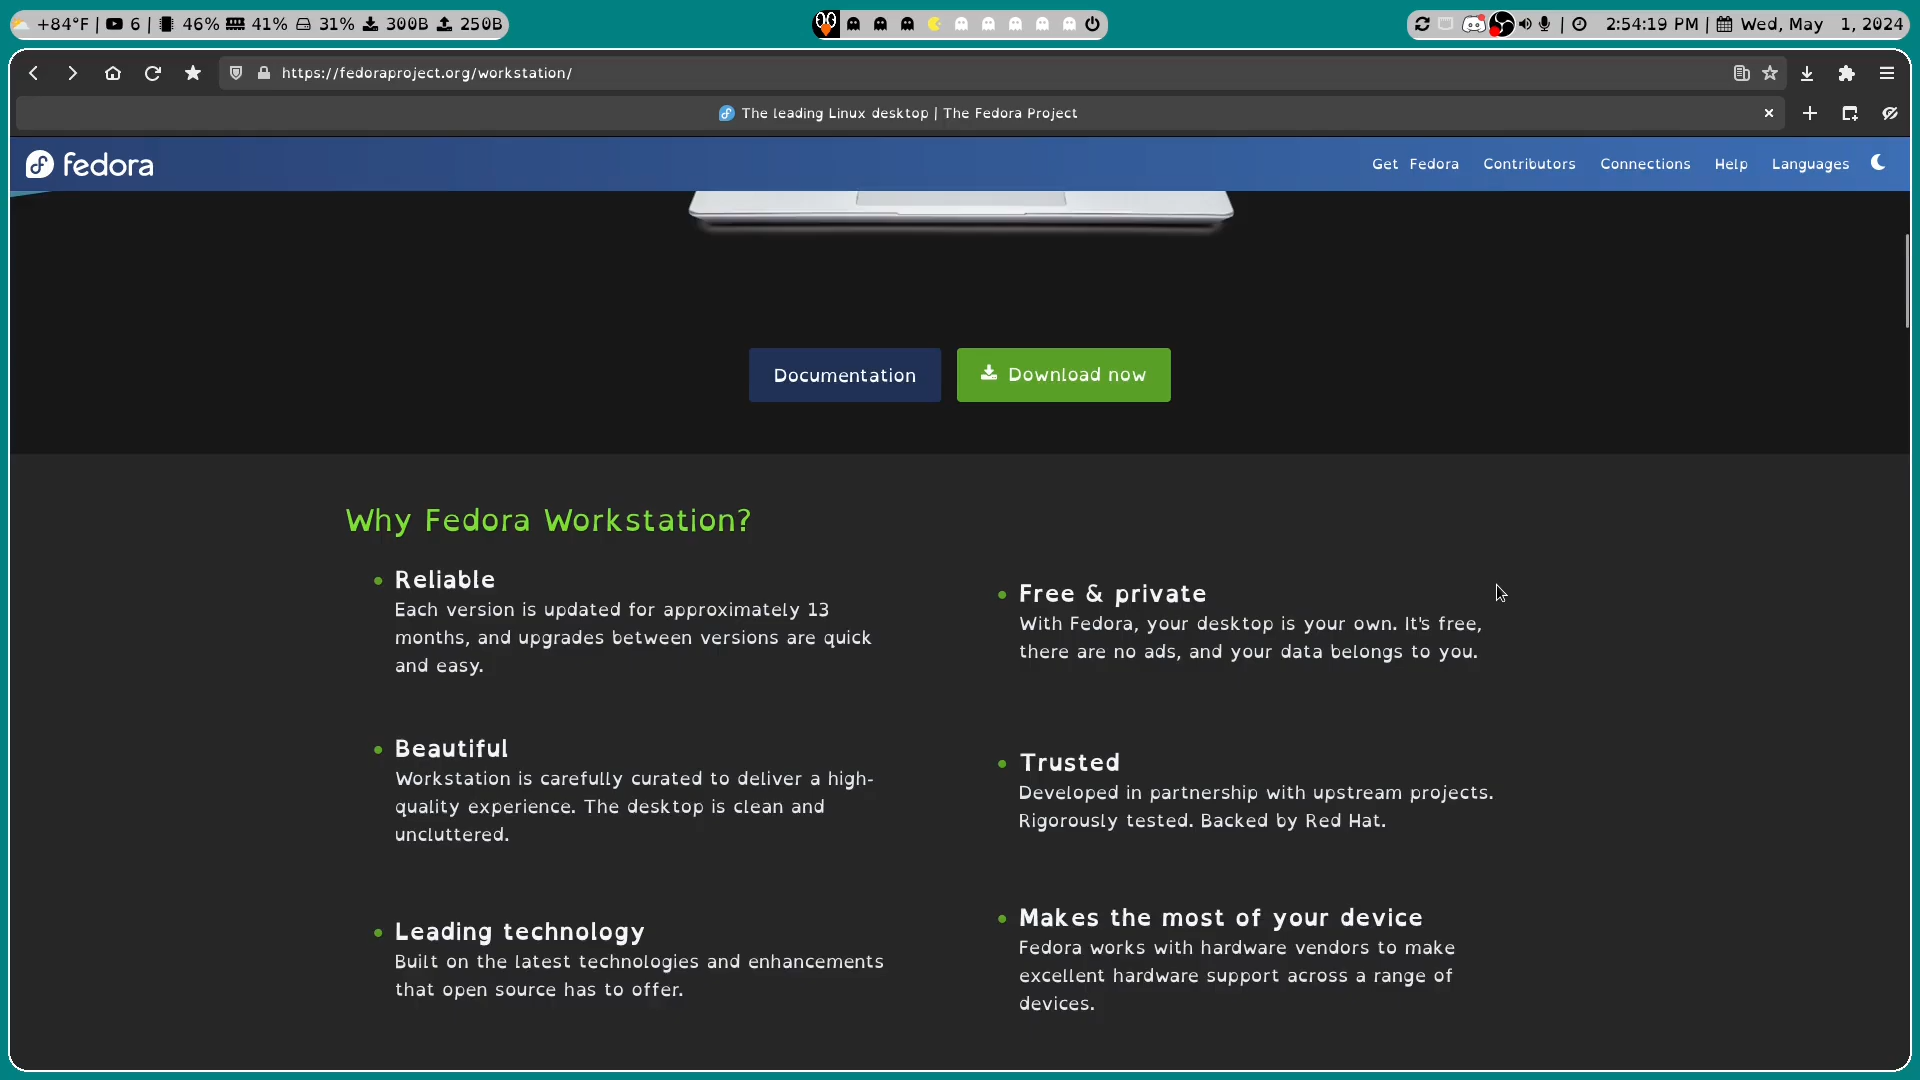 +84°F | 6 | 46% 41% 31% 300B 250B
| 2:54:19 PM | Wed, May 1, 2024
https://fedoraproject.org/workstation/
The leading Linux desktop | The Fedora Project
fedora
Get Fedora Contributors Connections Help Languages
Documentation
Download now
Why Fedora Workstation?
Reliable
Each version is updated for approximately 13
months, and upgrades between versions are quick
and easy.
Free & private
With Fedora, your desktop is your own. It's free,
there are no ads, and your data belongs to you.
Beautiful
Workstation is carefully curated to deliver a high-
quality experience. The desktop is clean and
uncluttered.
Trusted
Developed in partnership with upstream projects.
Rigorously tested. Backed by Red Hat.
Leading technology
Built on the latest technologies and enhancements
that open source has to offer.
Makes the most of your device
Fedora works with hardware vendors to make
excellent hardware support across a range of
devices.